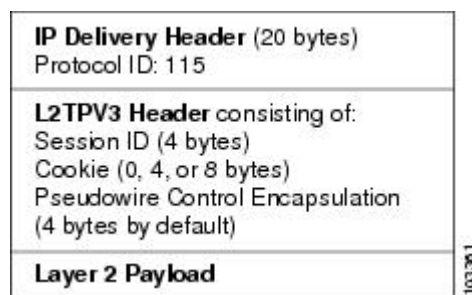 IP Delivery Header (20 bytes)
Protocol ID: 115
L2TPV3 Header consisting of:
Session ID (4 bytes)
Cookie (0, 4, or 8 bytes)
Pseudowire Control Encapsulation
(4 bytes by default)
Layer 2 Payload